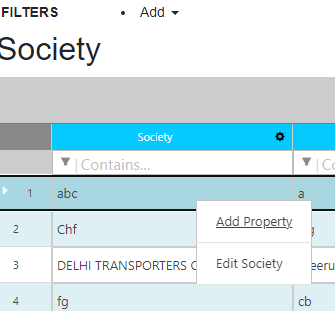 FILTERS
• Add
Society
Society
Contains...
Co
1 abc a
Add Property
2 Chf g
Edit Society
3 DELHI TRANSPORTERS eeru
4 fg cb